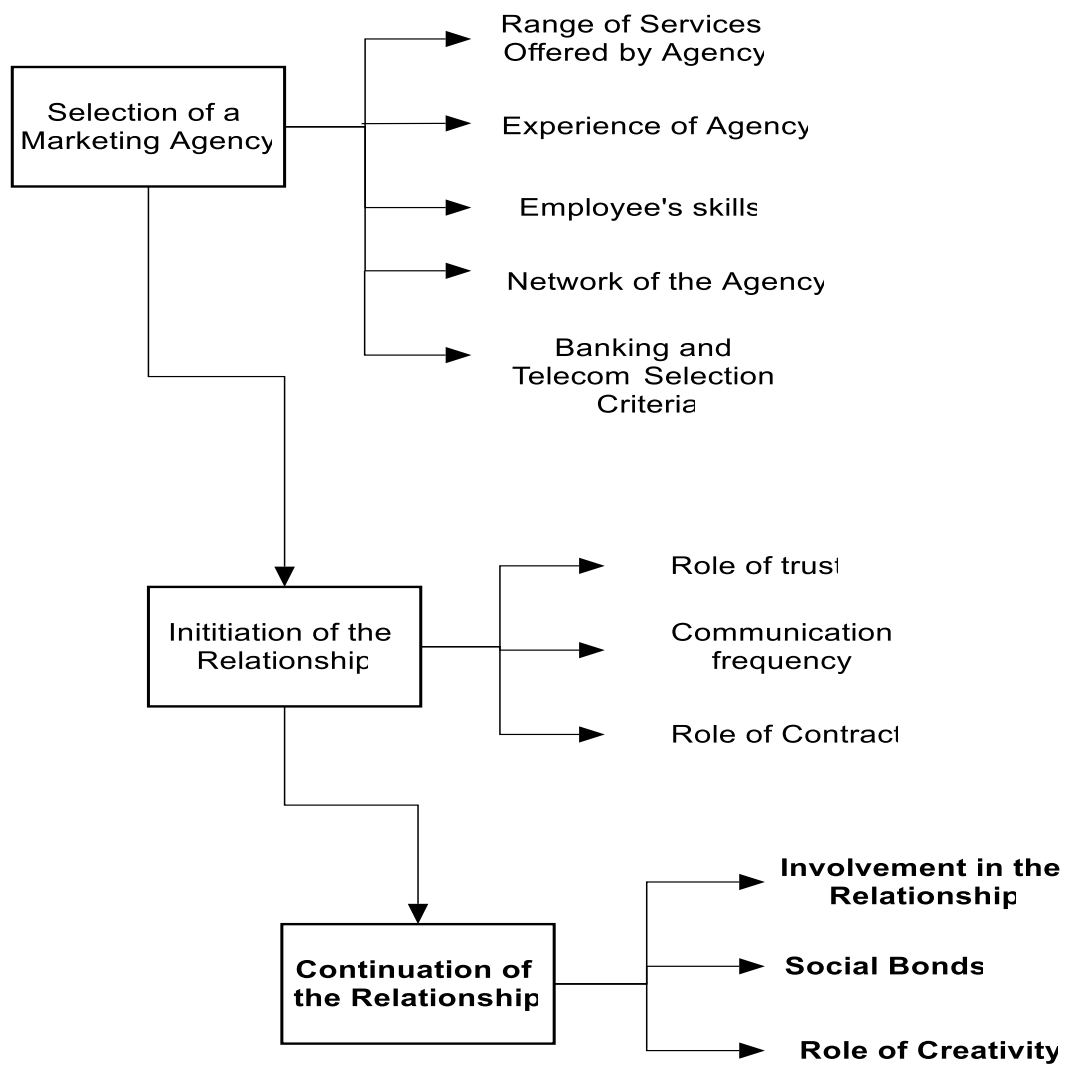 Range of Services
Offered by Agency
Selection of a
Marketing Agency
Experience of Agency
Employee's skills
Network of the Agency
Banking and
Telecom Selection
Criteria
Role of trust
Inititiation of the
Relationship
Communication
frequency
Role of Contract
Involvement in the
Relationship
Continuation of
the Relationship
Social Bonds
Role of Creativity